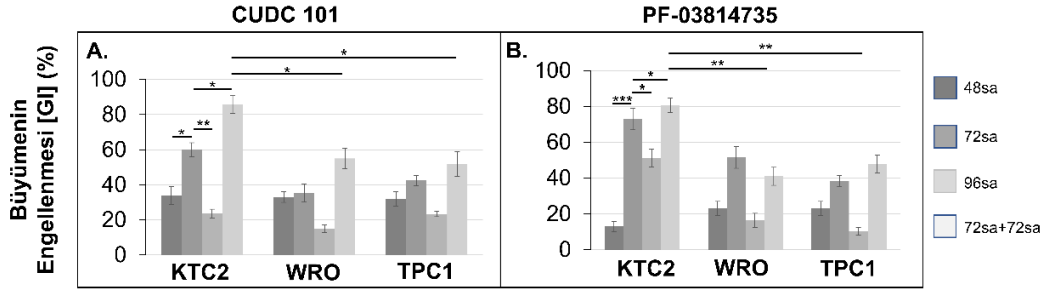 CUDC 101
PF-03814735
Büyümenin
Engellenmesi [GI] (%)
A.
*
*
*
*
**
100
80
60
40
20
0
KTC2
WRO
TPC1
B.
**
**
*
*
***
100
80
60
40
20
0
KTC2
WRO
TPC1
48sa
72sa
96sa
72sa+72sa